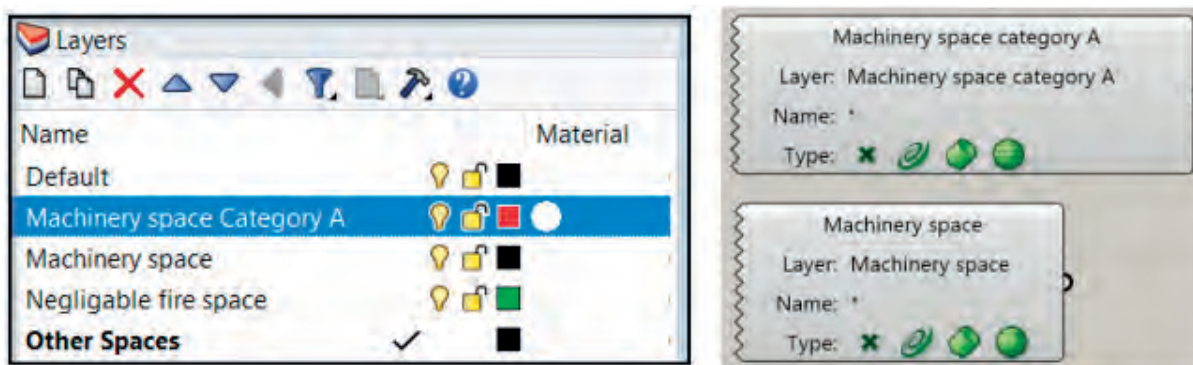 Layers
Name Material
Default
Machinery space Category A
Machinery space
Negligable fire space
Other Spaces
Machinery space category A
Layer: Machinery space category A
Name: *
Type:
Machinery space
Layer: Machinery space
Name: *
Type: